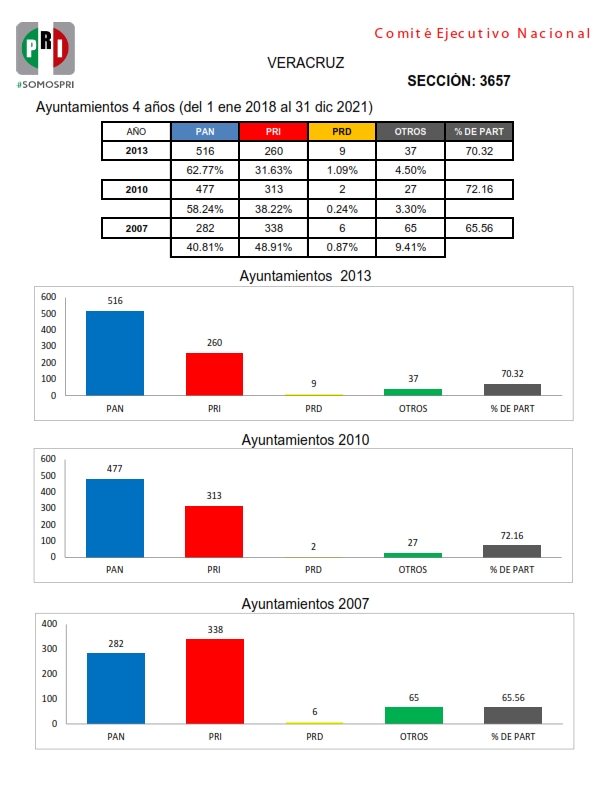 Comité Ejecutivo Nacional
PRI
#SOMOSPRI
VERACRUZ
SECCIÓN: 3657
Ayuntamientos 4 años (del 1 ene 2018 al 31 dic 2021)
AÑO PAN PRI PRD OTROS % DE PART
2013 516 260 9 37 70.32
62.77% 31.63% 1.09% 4.50%
2010 477 313 2 27 72.16
58.24% 38.22% 0.24% 3.30%
2007 282 338 6 65 65.56
40.81% 48.91% 0.87% 9.41%
Ayuntamientos 2013
600
500
400
300
200
100
0
516 260 9 37 70.32
PAN PRI PRD OTROS % DE PART
Ayuntamientos 2010
600
500
400
300
200
100
0
477 313 2 27 72.16
PAN PRI PRD OTROS % DE PART
Ayuntamientos 2007
400
300
200
100
0
282 338 6 65 65.56
PAN PRI PRD OTROS % DE PART